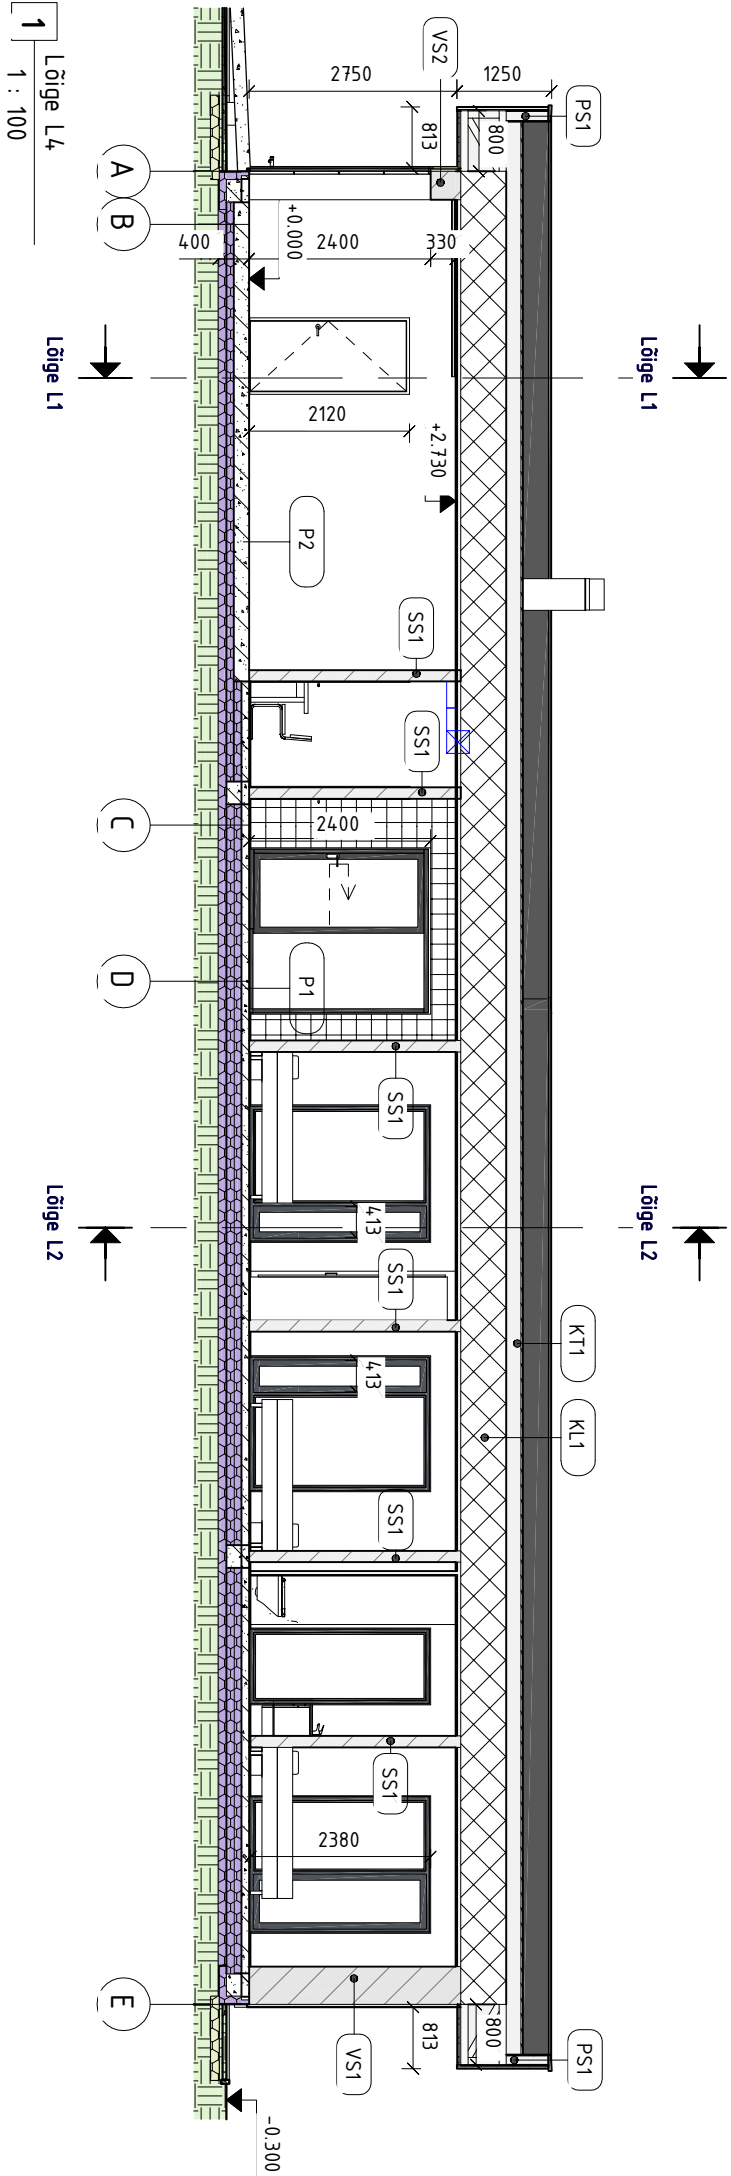 Lõige L1
Lõige L2
PS1
KT1
KL1
PS1
1250
800
800
VS2
813
330
+2.730
SS1
SS1
SS1
SS1
SS1
SS1
813
2750
2400
2120
2400
413
413
2380
VS1
+0.000
P2
P1
-0.300
400
A
B
C
D
E
Lõige L1
Lõige L2
1
Lõige L4
1 : 100